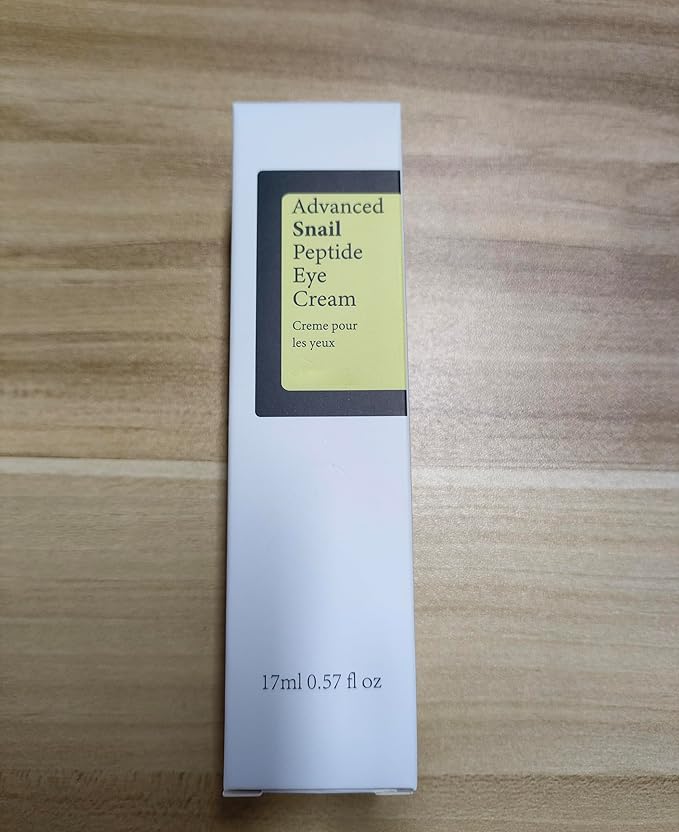 Advanced
Snail
Peptide
Eye
Cream
Creme pour
les yeux
17ml 0.57 fl oz